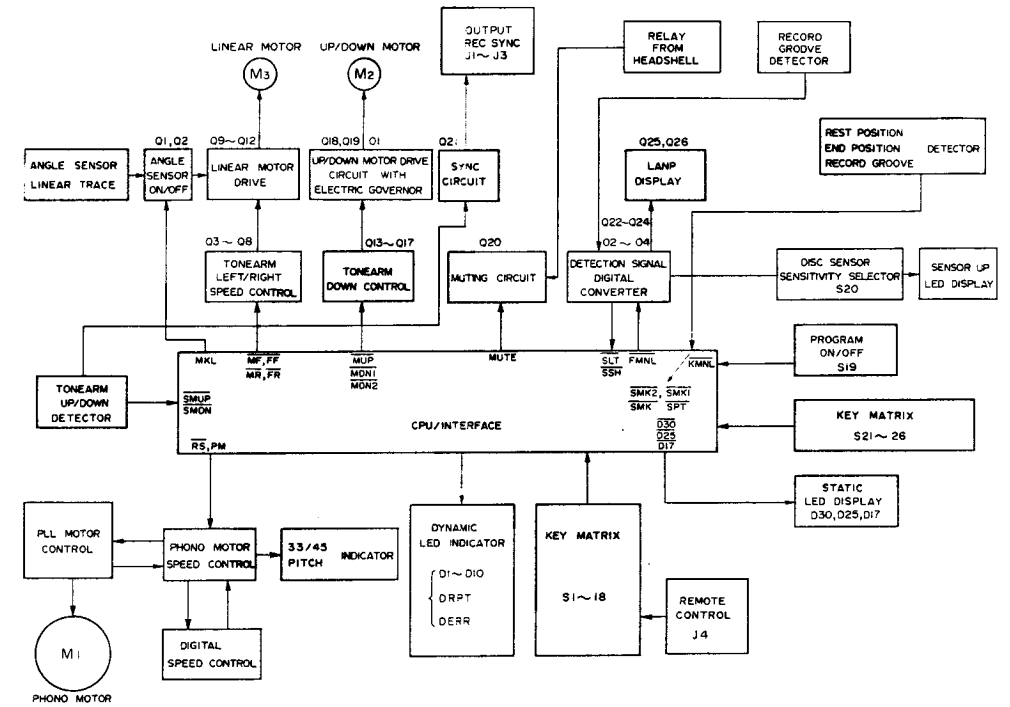 OUTPUT
REC SYNC
J1~J3
RELAY
FROM
HEADSHELL
RECORD
GROOVE
DETECTOR
LINEAR MOTOR
UP/DOWN MOTOR
M3
M2
Q1,Q2
Q9~Q12
Q18,Q19 Q1
Q2:
Q25,Q26
REST POSITION
END POSITION
RECORD GROOVE
DETECTOR
ANGLE SENSOR
LINEAR TRACE
ANGLE
SENSOR
ON/OFF
LINEAR MOTOR
DRIVE
UP/DOWN MOTOR DRIVE
CIRCUIT WITH
ELECTRIC GOVERNOR
SYNC
CIRCUIT
LANP
DISPLAY
Q3~Q8
Q13~Q17
Q20
Q22~Q24
Q2~Q4
TONEARM
LEFT/RIGHT
SPEED CONTROL
TONEARM
DOWN CONTROL
MUTING CIRCUIT
DETECTION SIGNAL
DIGITAL
CONVERTER
DISC SENSOR
SENSITIVITY SELECTOR
S20
SENSOR UP
LED DISPLAY
MKL
MF,FF
MR,FR
MUP
MDN1
MDN2
MUTE
SLT
SSH
FMNL
KMNL
PROGRAM
ON/OFF
S19
TONEARM
UP/DOWN
DETECTOR
SMUP
SMDN
SMK2, SMK1
SMK SPT
CPU/INTERFACE
D30
D25
D17
KEY MATRIX
S21~26
RS,PM
STATIC
LED DISPLAY
D30,D25,D17
PLL MOTOR
CONTROL
PHONO MOTOR
SPEED CONTROL
33/45
PITCH
INDICATOR
DYNAMIC
LED INDICATOR
D1~D10
DRPT
DERR
KEY MATRIX
S1~18
REMOTE
CONTROL
J4
M1
DIGITAL
SPEED CONTROL
PHONO MOTOR